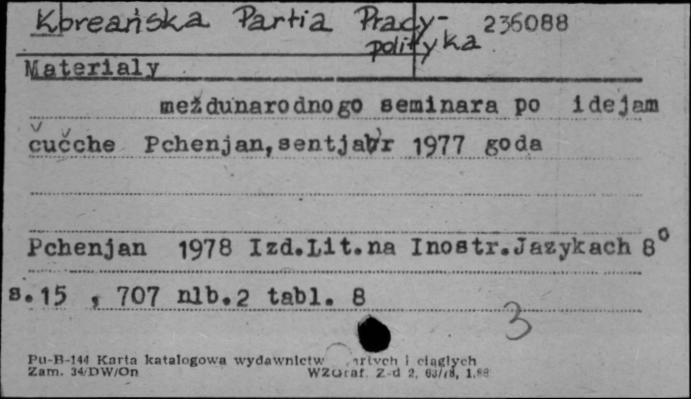 Koreańska Partia Pracy- 236088
polityka
Materialy
meždunarodnogo seminara po idejam
čučche Pchenjan, sentjabr 1977 goda
Pchenjan 1978 Izd.Lit.na Inostr.Jazykach 8°
s.15 , 707 nlb.2 tabl. 8
3
Pu-B-144 Karta katalogowa wydawnictw i ciągłych
Zam. 34/DW/On WZGraf. Z-d 2,